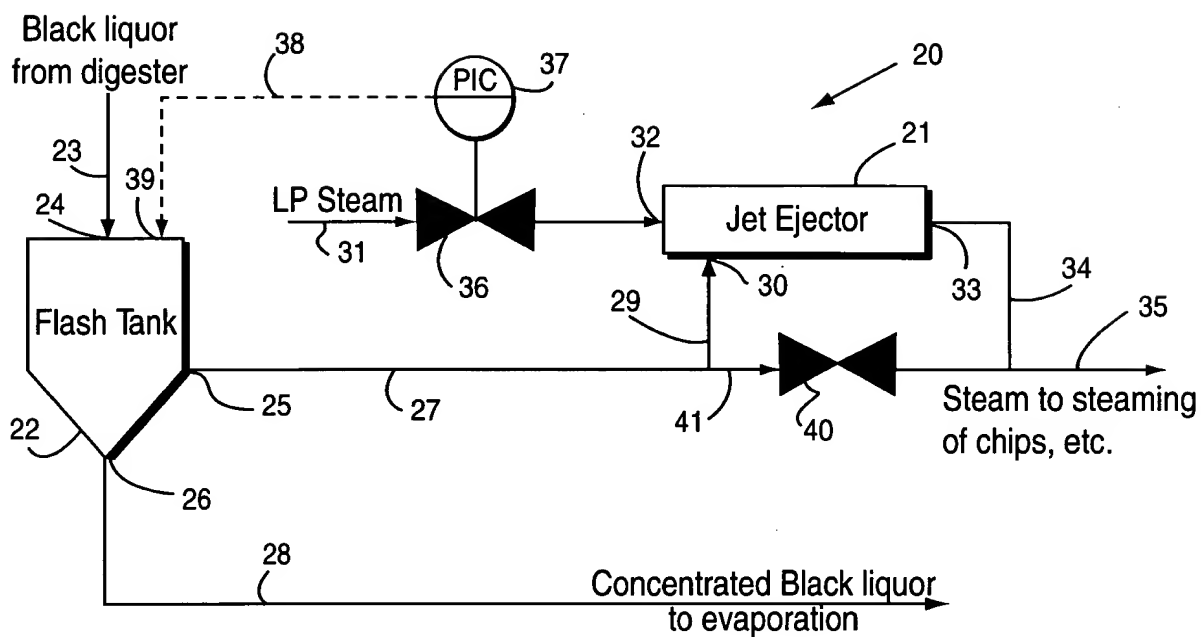 Black liquor
from digester
38
PIC
37
20
23
39
24
LP Steam
31
36
32
21
Jet Ejector
30
33
29
34
35
Flash Tank
22
25
27
41
40
Steam to steaming
of chips, etc.
26
28
Concentrated Black liquor
to evaporation